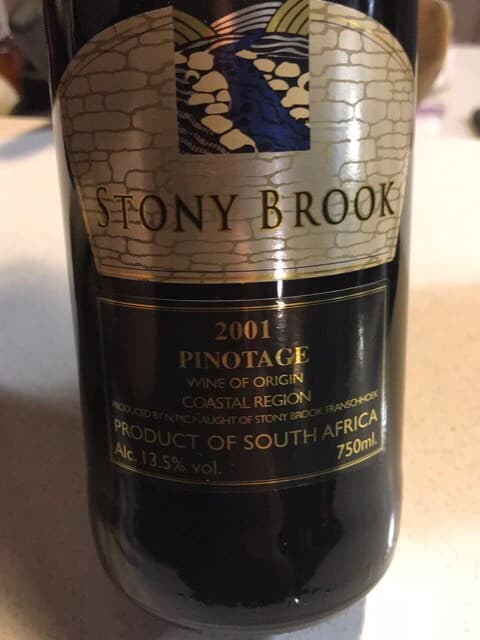 STONY BROOK
2001
PINOTAGE
WINE OF ORIGIN
COASTAL REGION
PRODUCED BY N.P.C.NAUGHT OF STONY BROOK, FRANSCHHOEK
PRODUCT OF SOUTH AFRICA
Alc. 13.5% vol. 750ml.